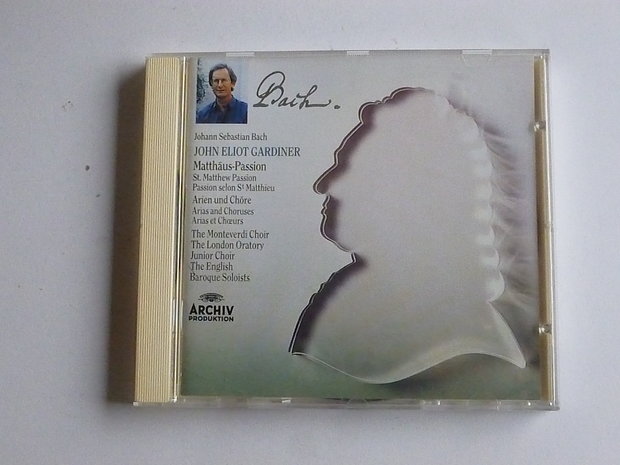 Bach.
Johann Sebastian Bach
JOHN ELIOT GARDINER
Matthäus-Passion
St. Matthew Passion
Passion selon St Matthieu
Arien und Chöre
Arias and Choruses
Arias et Chœurs
The Monteverdi Choir
The London Oratory
Junior Choir
The English
Baroque Soloists
ARCHIV
PRODUKTION